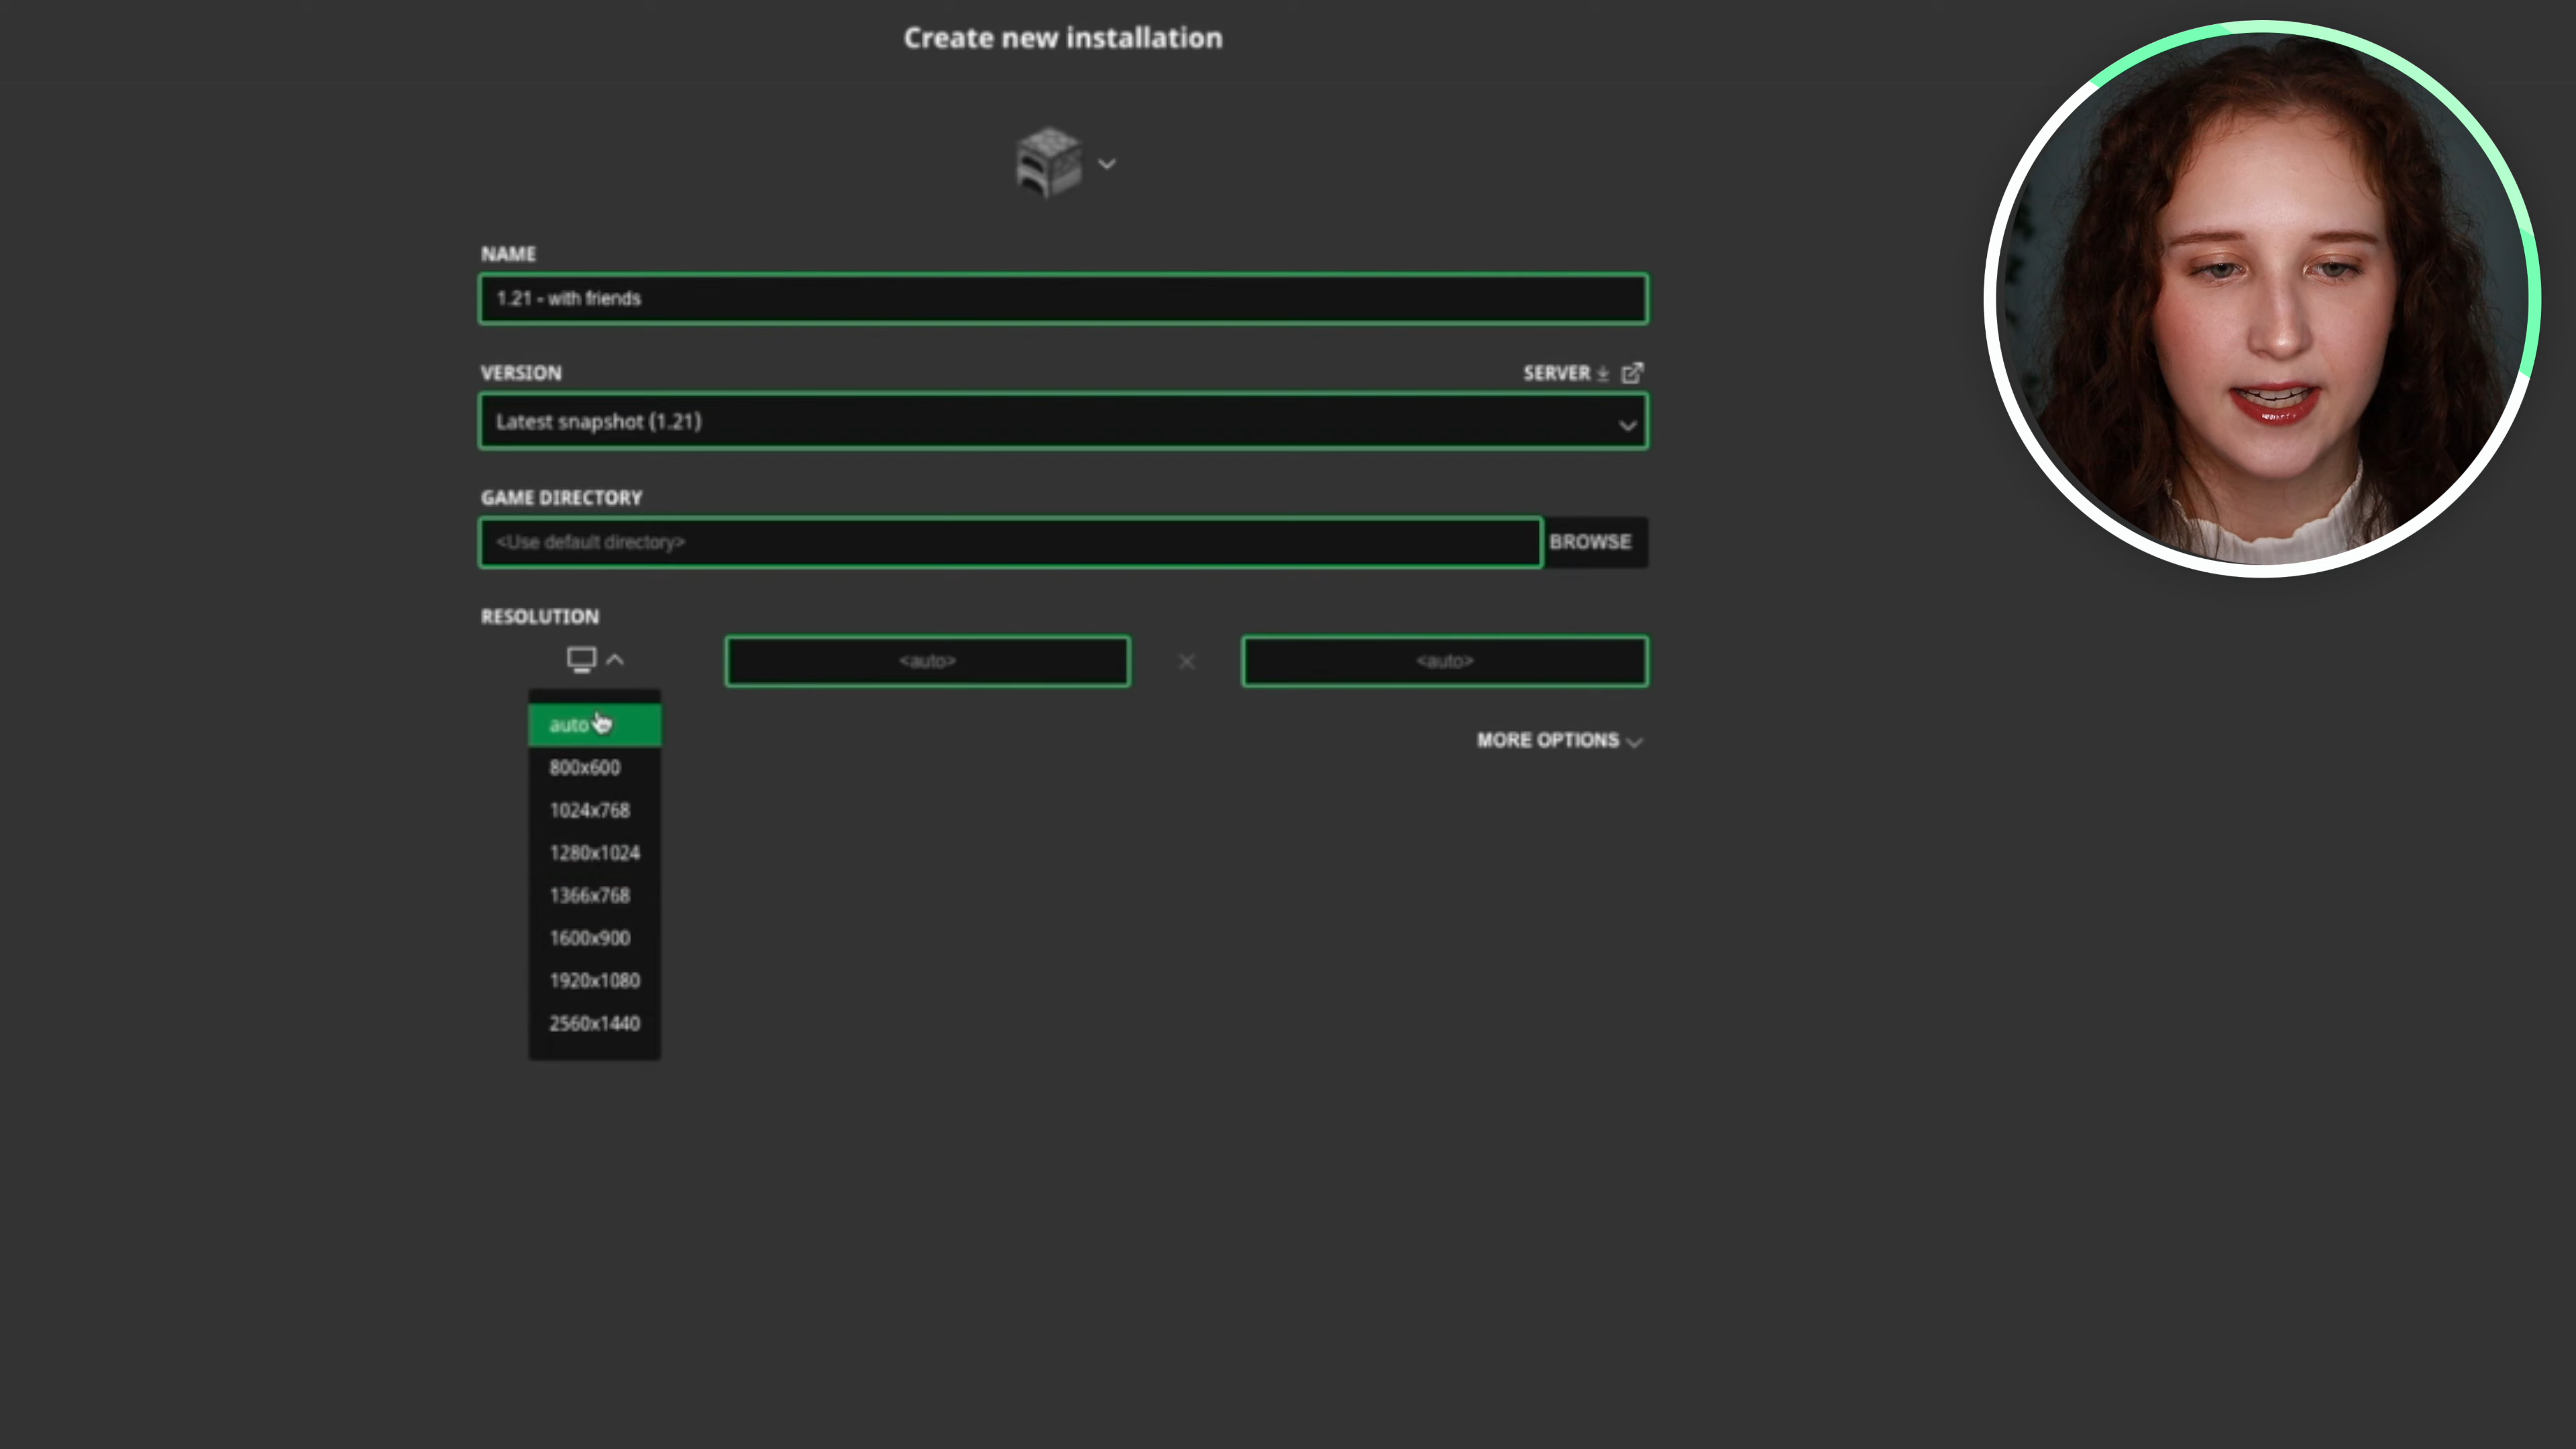 Create new installation
NAME
1.21 - with friends
VERSION
SERVER
Latest snapshot (1.21)
GAME DIRECTORY
<Use default directory>
BROWSE
RESOLUTION
<auto>
<auto>
auto
MORE OPTIONS
800x600
1024x768
1280x1024
1366x768
1600x900
1920x1080
2560x1440